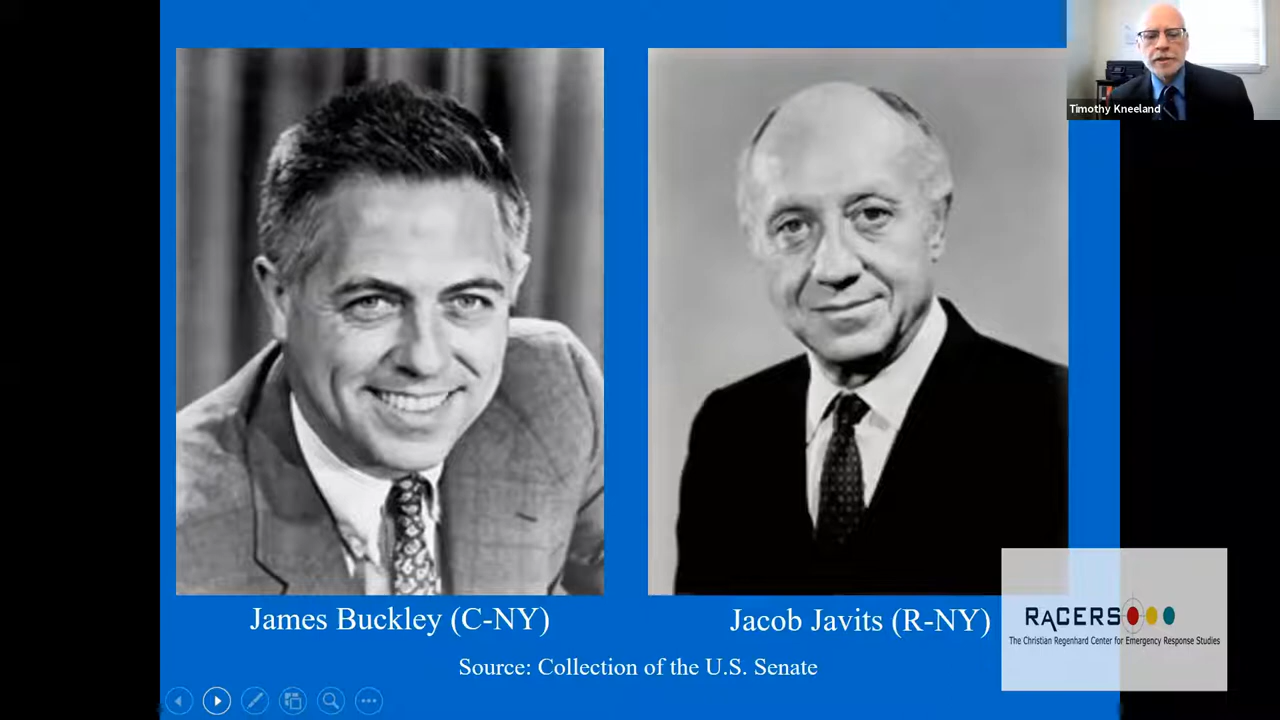 Timothy Kneeland
James Buckley (C-NY)
Jacob Javits (R-NY)
Source: Collection of the U.S. Senate
RaCERS
The Christian Regenhard Center for Emergency Response Studies